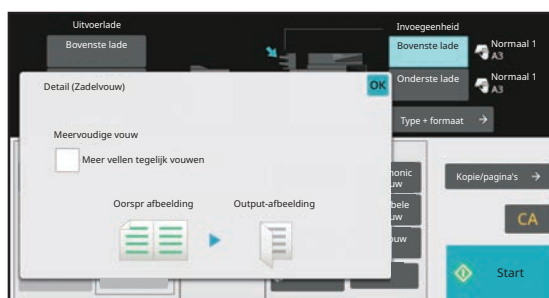 Uitvoerlade
Bovenste lade
Invoegeenheid
Bovenste lade
Normaal 1
A3
Onderste lade
Normaal 1
A3
Type + formaat
Detail (Zadelvouw)
OK
Meervoudige vouw
Meer vellen tegelijk vouwen
Oorspr afbeelding
Output-afbeelding
Kopie/pagina's
CA
Start